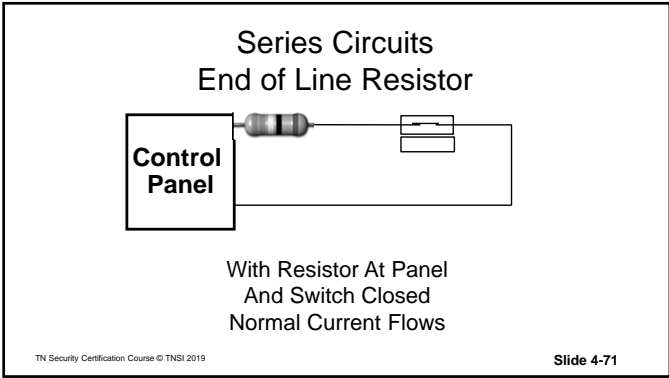 Series Circuits
End of Line Resistor
Control
Panel
With Resistor At Panel
And Switch Closed
Normal Current Flows
TN Security Certification Course © TNSI 2019
Slide 4-71